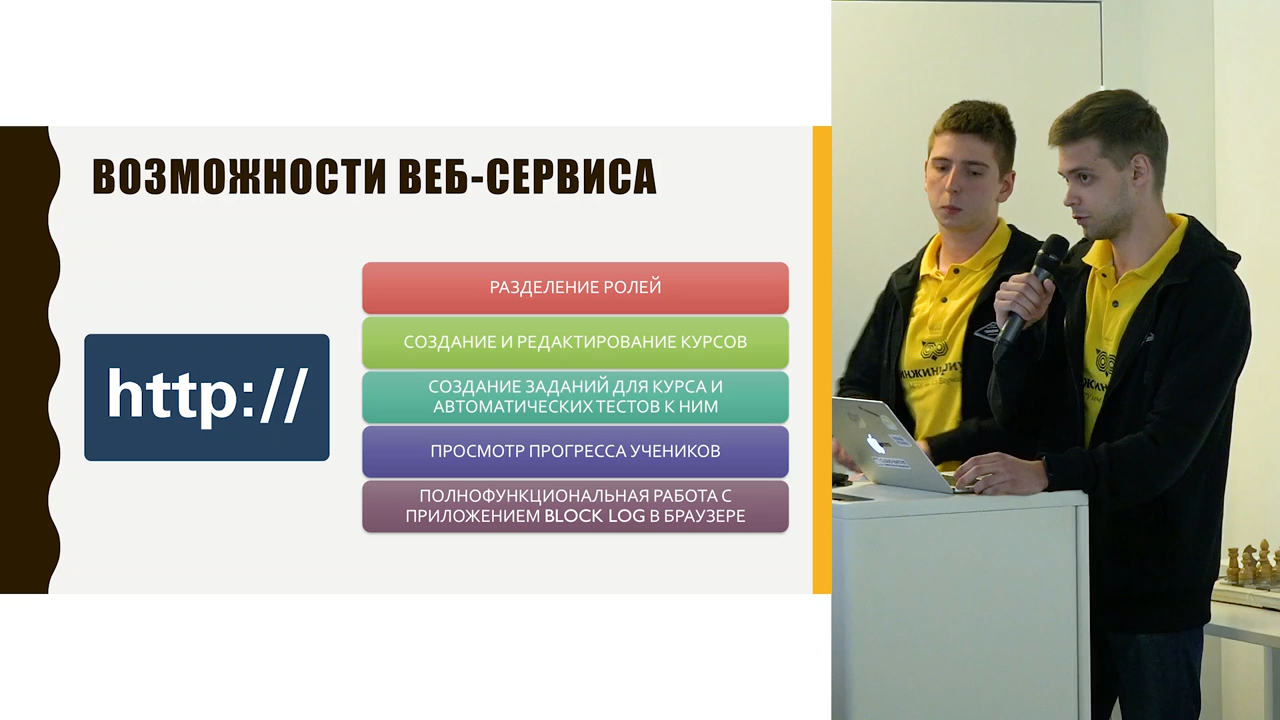 ВОЗМОЖНОСТИ ВЕБ-СЕРВИСА
http://
РАЗДЕЛЕНИЕ РОЛЕЙ
СОЗДАНИЕ И РЕДАКТИРОВАНИЕ КУРСОВ
СОЗДАНИЕ ЗАДАНИЙ ДЛЯ КУРСА И
АВТОМАТИЧЕСКИХ ТЕСТОВ К НИМ
ПРОСМОТР ПРОГРЕССА УЧЕНИКОВ
ПОЛНОФУНКЦИОНАЛЬНАЯ РАБОТА С
ПРИЛОЖЕНИЕМ BLOCK LOG В БРАУЗЕРЕ